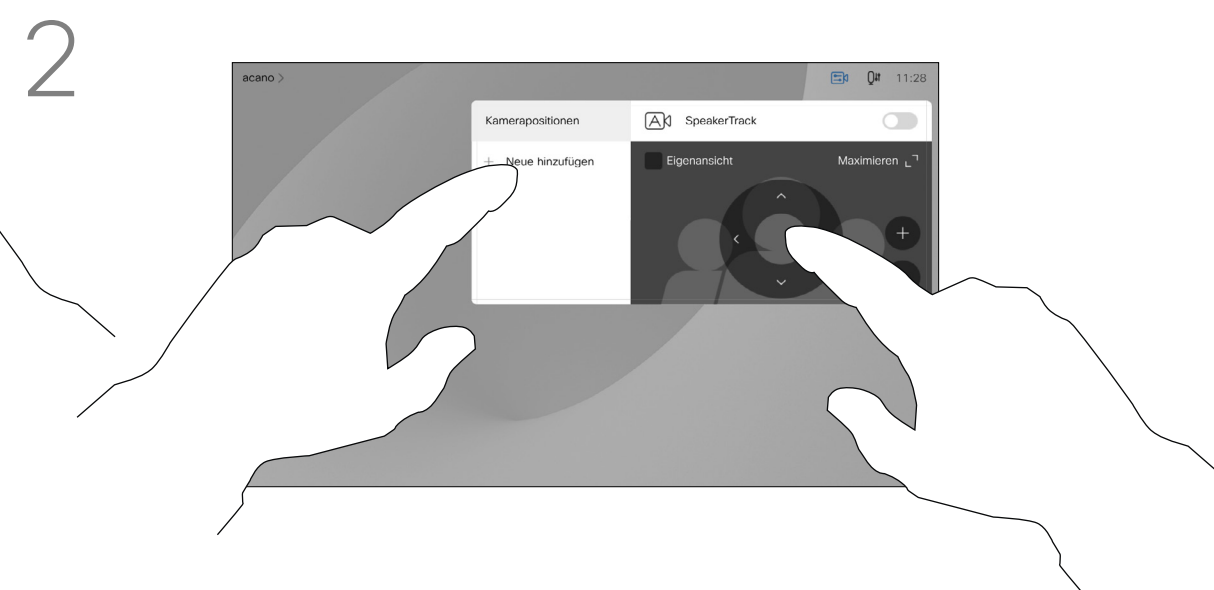 2
acano >
11:28
Kamerapositionen
SpeakerTrack
+ Neue hinzufügen
Eigenansicht
Maximieren
+